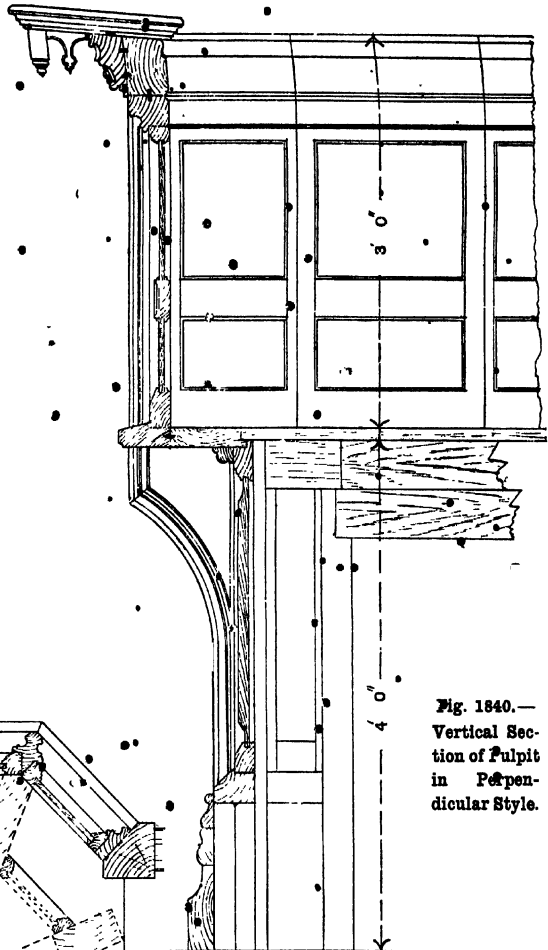 3' 0"
4' 0"
Fig. 1840.—
Vertical Sec-
tion of Pulpit
in Perpen-
dicular Style.